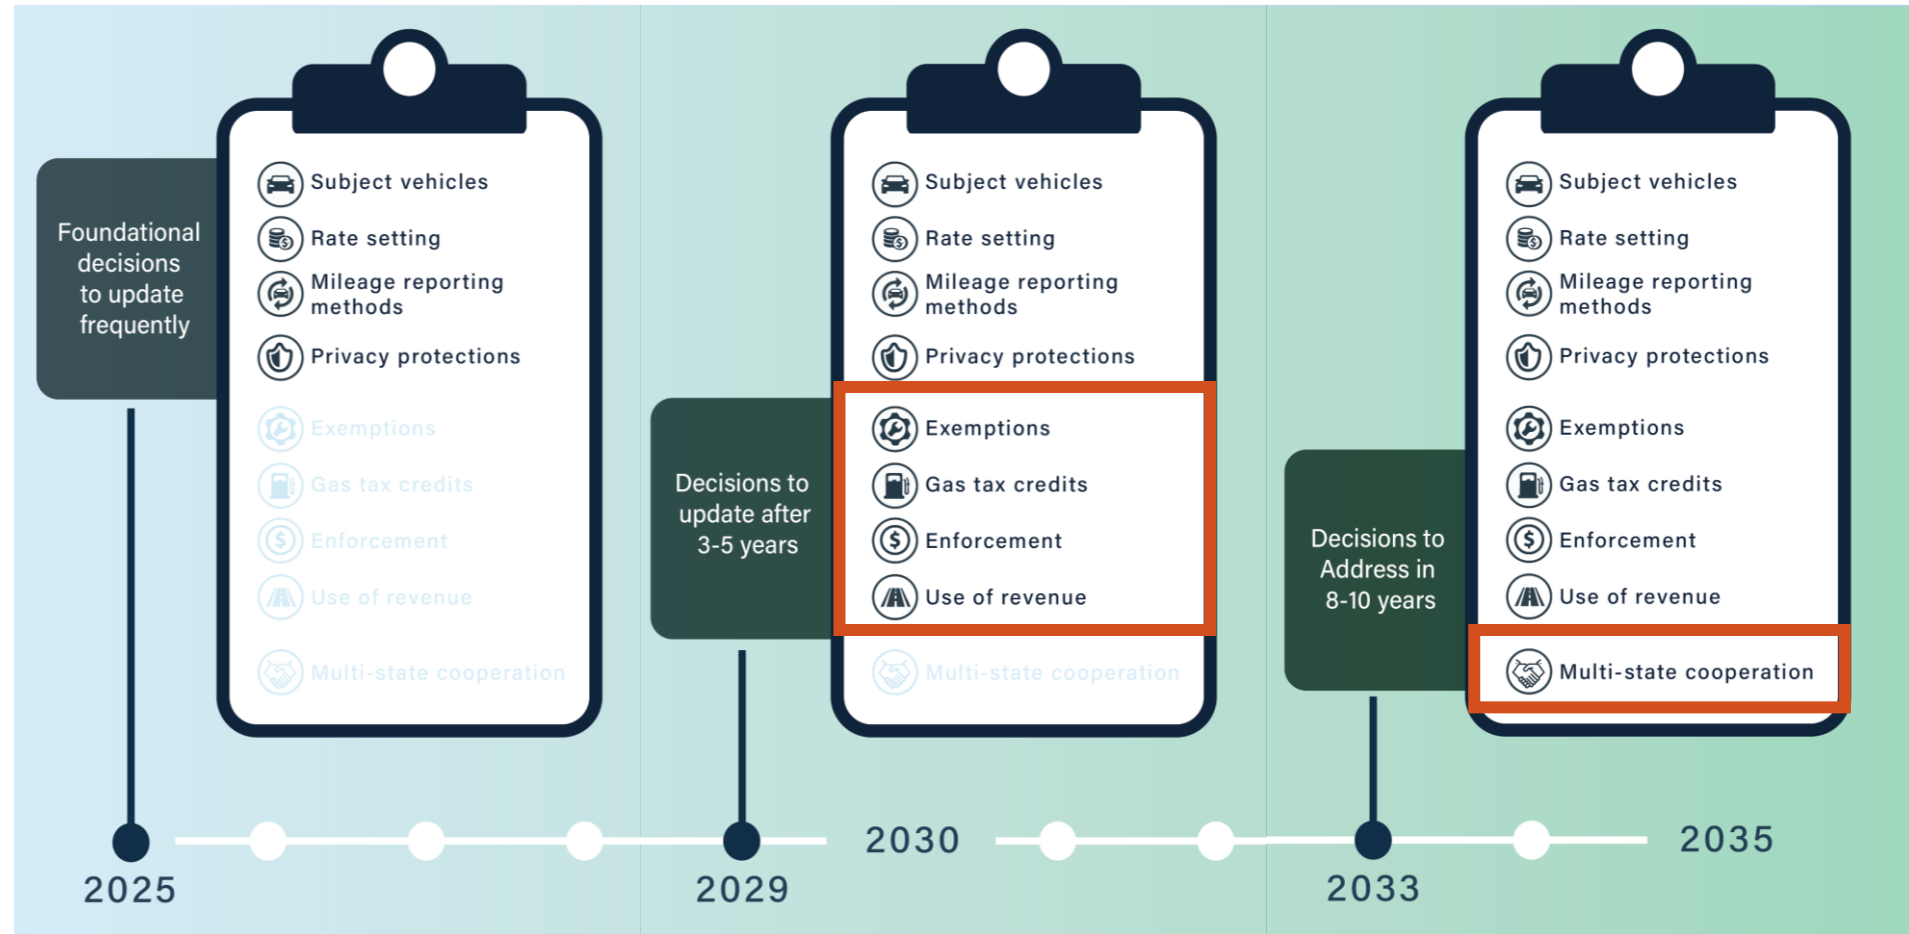 Foundational
decisions
to update
frequently
Subject vehicles
Rate setting
Mileage reporting
methods
Privacy protections
Exemptions
Gas tax credits
Enforcement
Use of revenue
Multi-state cooperation
Decisions to
update after
3-5 years
Subject vehicles
Rate setting
Mileage reporting
methods
Privacy protections
Exemptions
Gas tax credits
Enforcement
Use of revenue
Multi-state cooperation
Decisions to
Address in
8-10 years
Subject vehicles
Rate setting
Mileage reporting
methods
Privacy protections
Exemptions
Gas tax credits
Enforcement
Use of revenue
Multi-state cooperation
2025
2029
2030
2033
2035